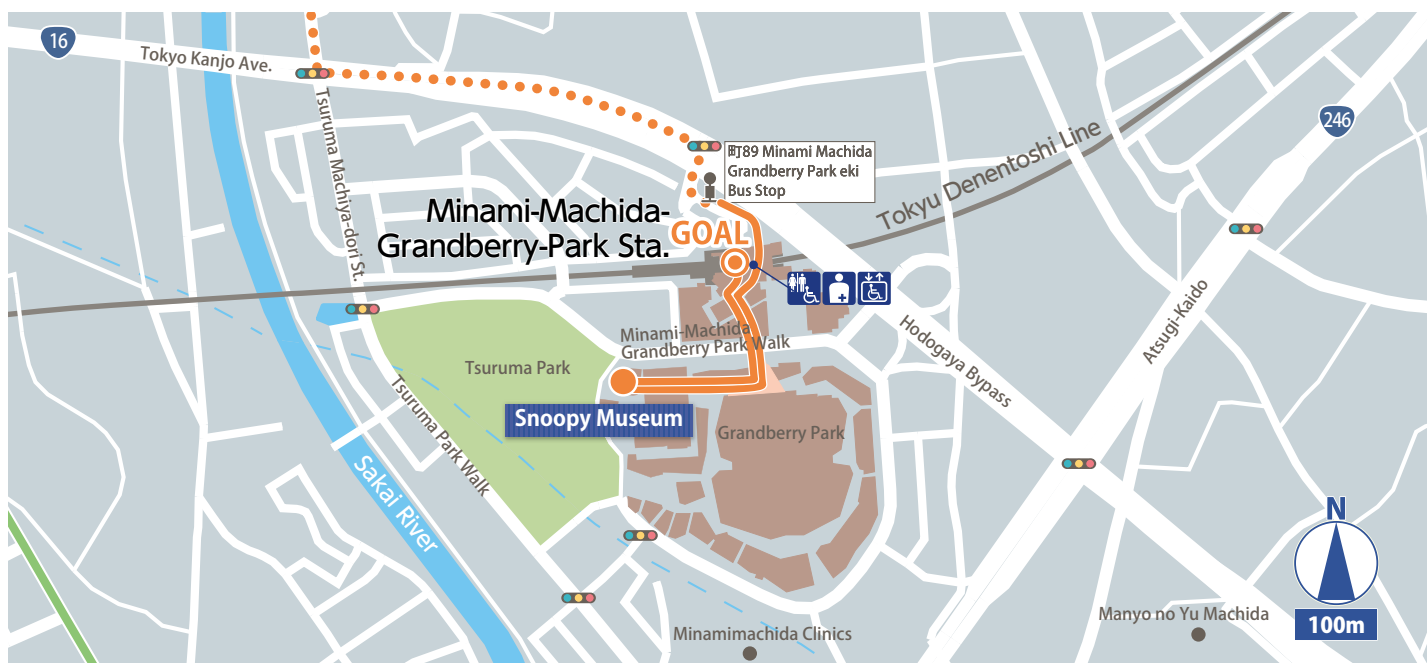 16
Tokyo Kanjo Ave.
Tsuruma Machiya-dori St.
町89 Minami Machida
Grandberry Park eki
Bus Stop
246
Tokyu Denentoshi Line
Minami-Machida-
Grandberry-Park Sta.
GOAL
Minami-Machida
Grandberry Park Walk
Tsuruma Park
Hodogaya Bypass
Atsugi-Kaido
Snoopy Museum
Grandberry Park
Tsuruma Park Walk
Sakai River
N
100m
Manyo no Yu Machida
Minamimachida Clinics